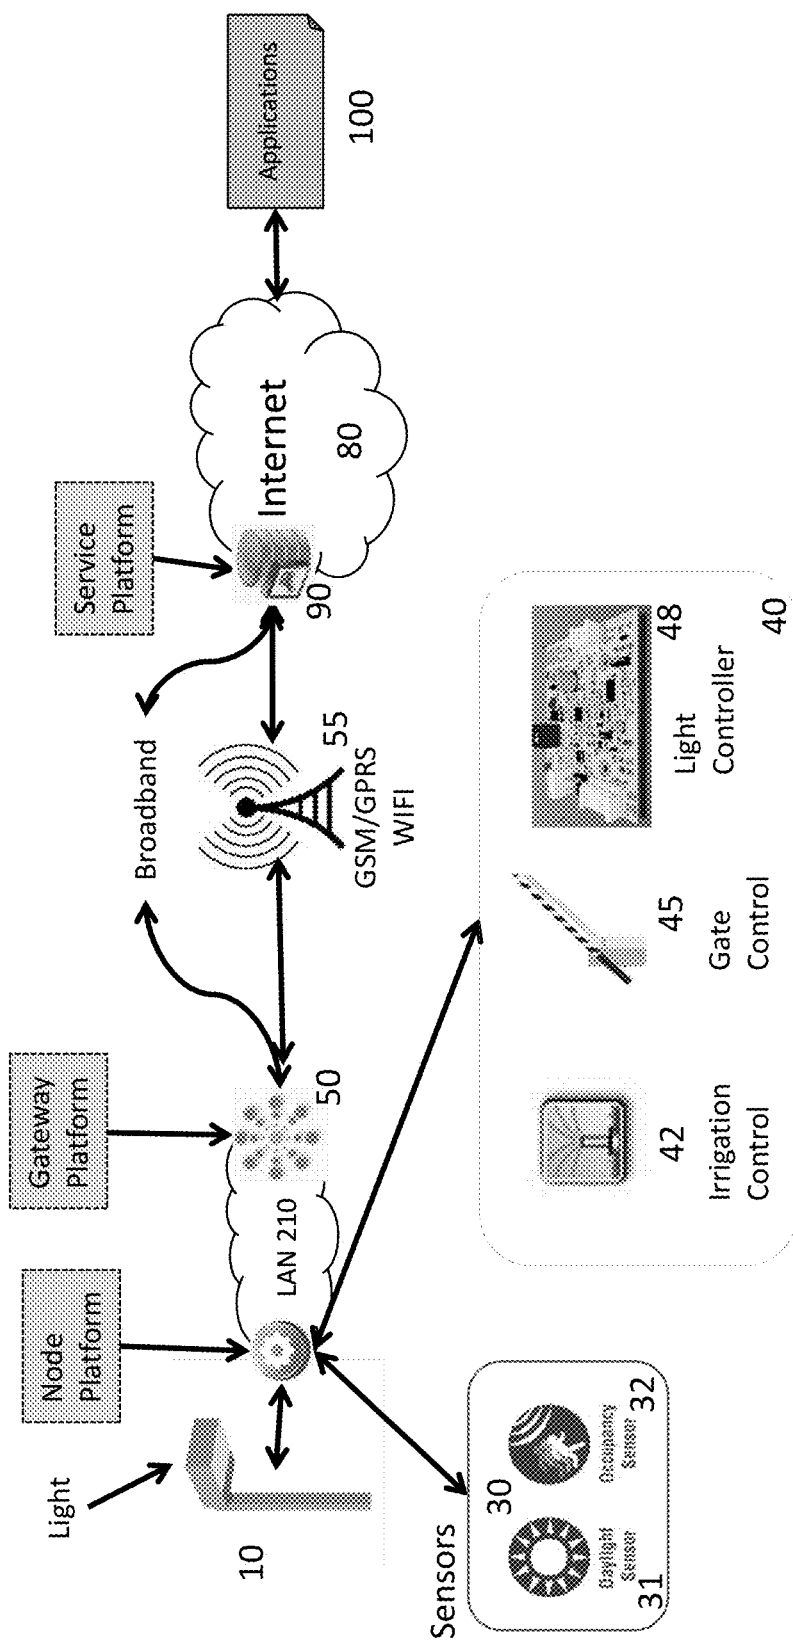 Light
10
Node
Platform
Gateway
Platform
LAN 210
50
Broadband
55
GSM/GPRS
WIFI
Service
Platform
90
Internet
80
Applications
100
Sensors
30
Daylight
Sensor
31
Occupancy
Sensor
32
42
Irrigation
Control
45
Gate
Control
48
Light
Controller
40